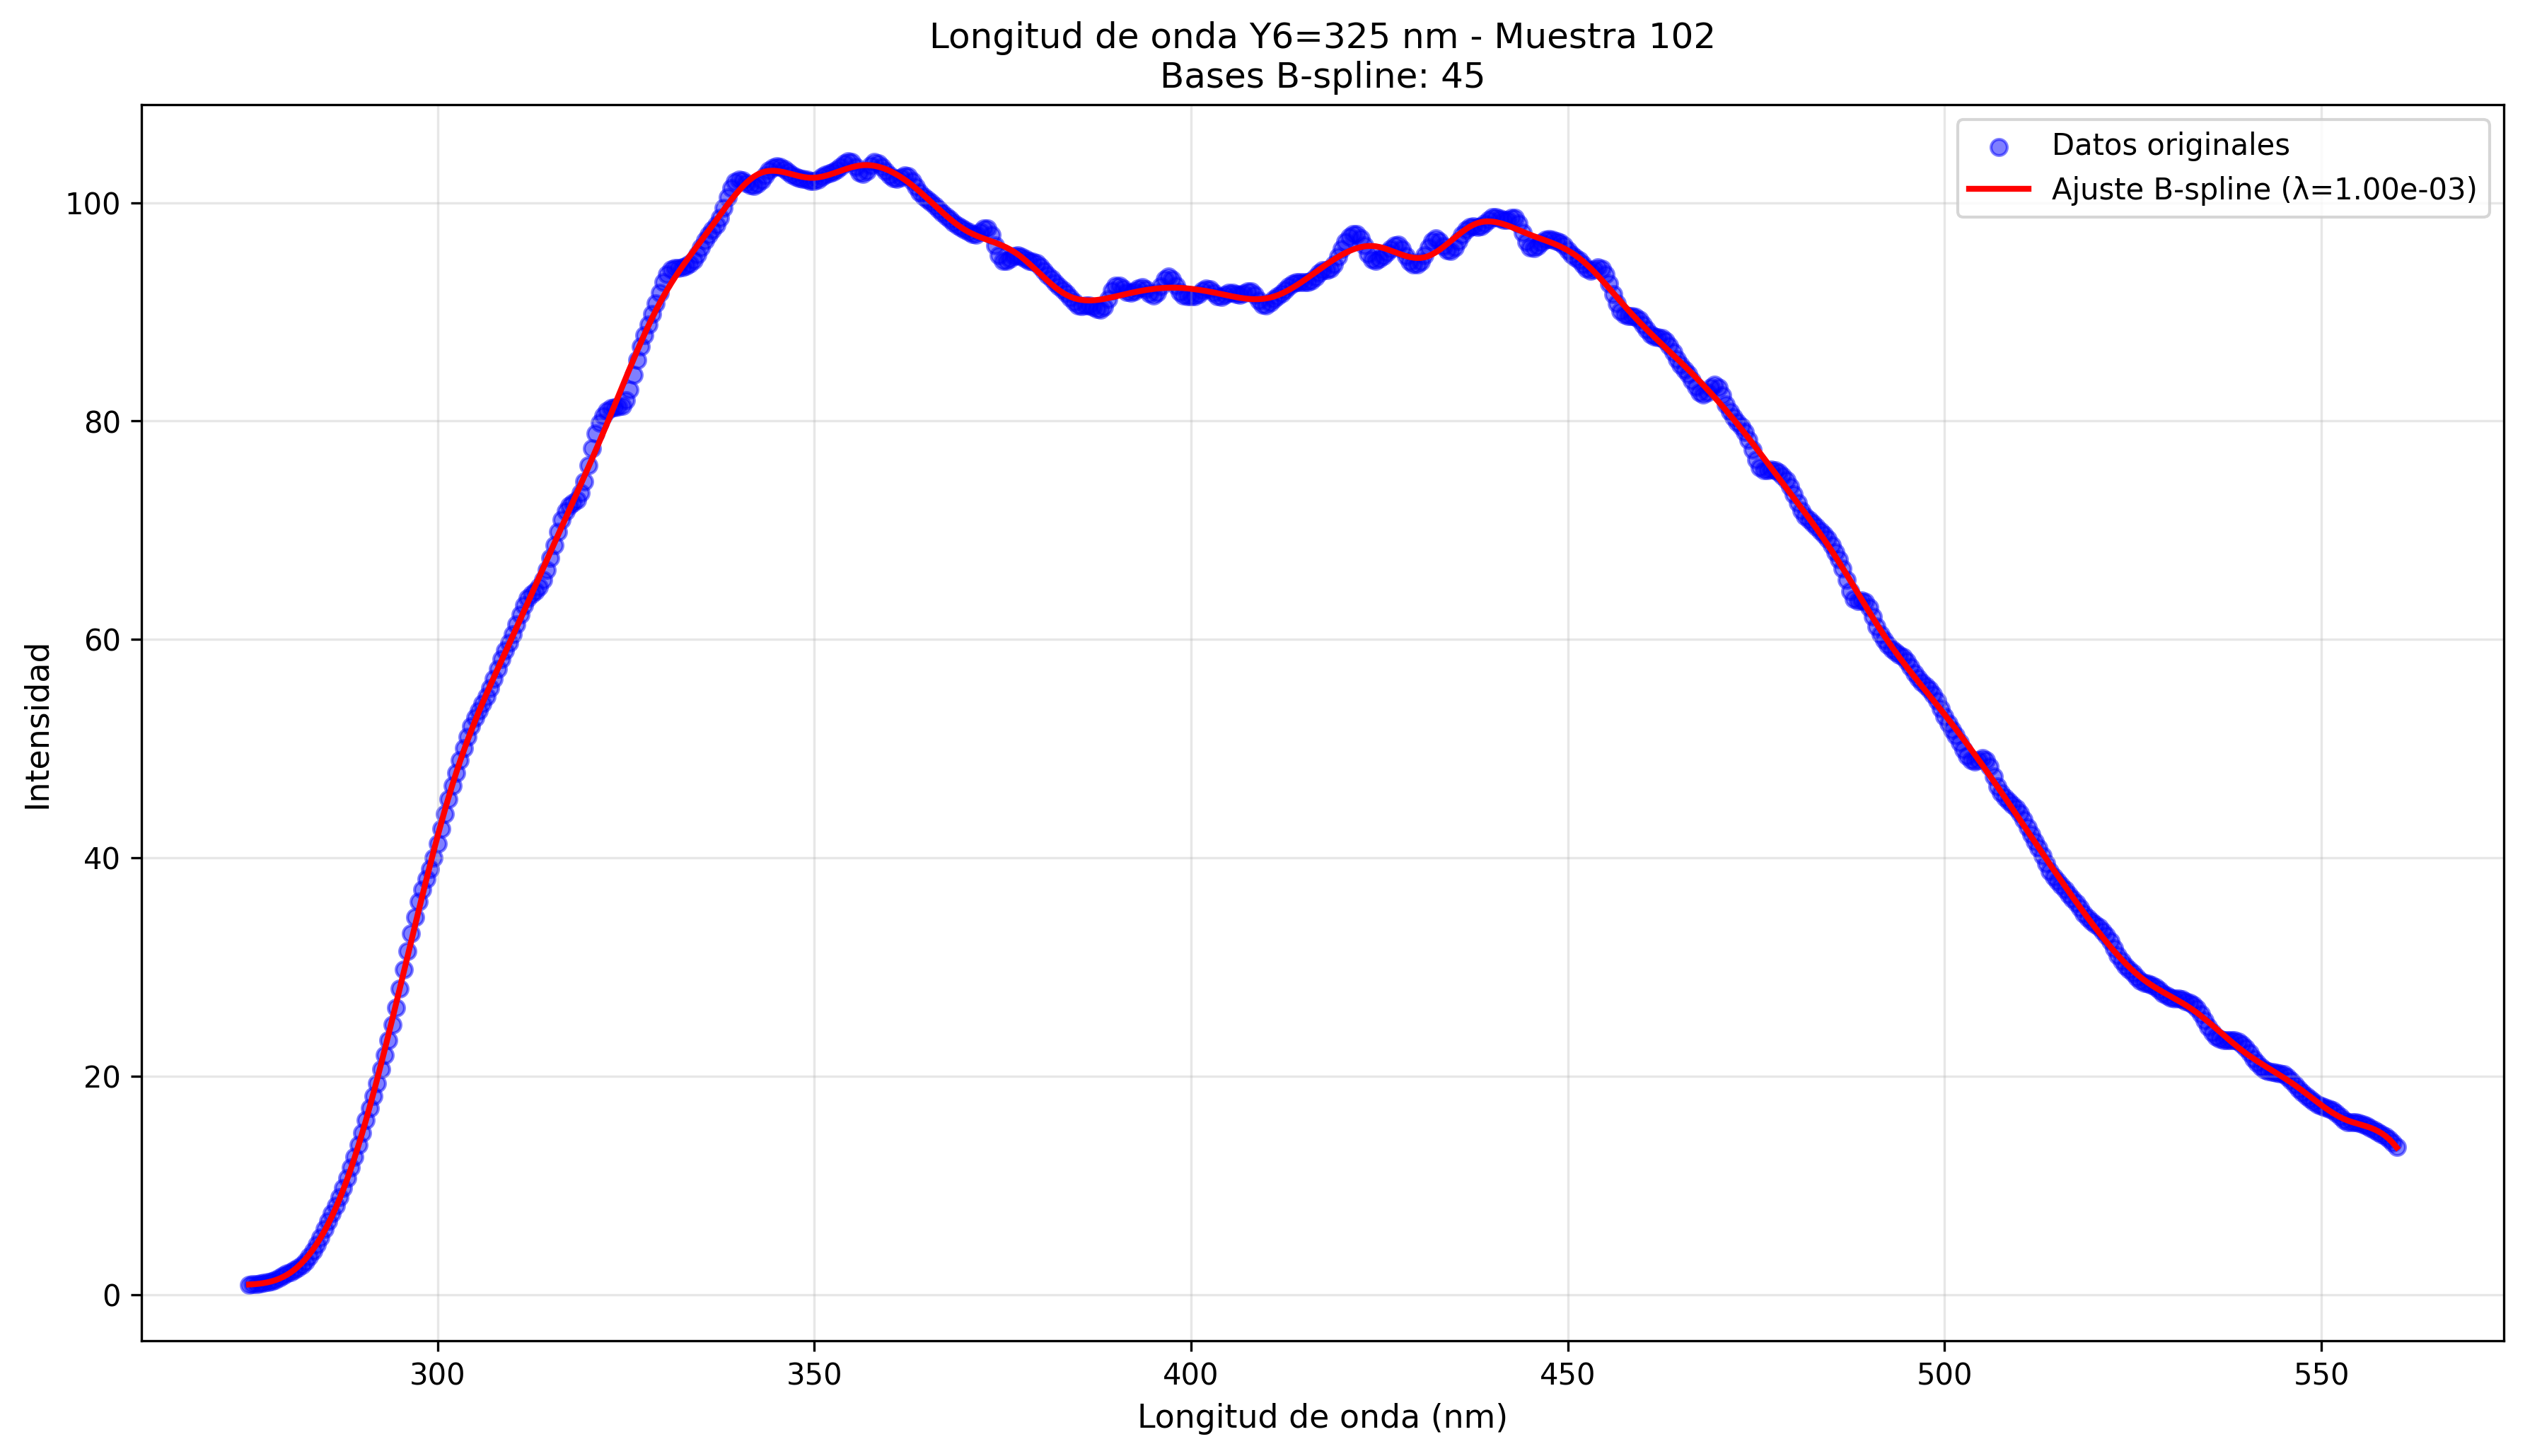 Longitud de onda Y6=325 nm - Muestra 102
Bases B-spline: 45
Datos originales
Ajuste B-spline (λ=1.00e-03)
Intensidad
100
80
60
40
20
0
300 350 400 450 500 550
Longitud de onda (nm)